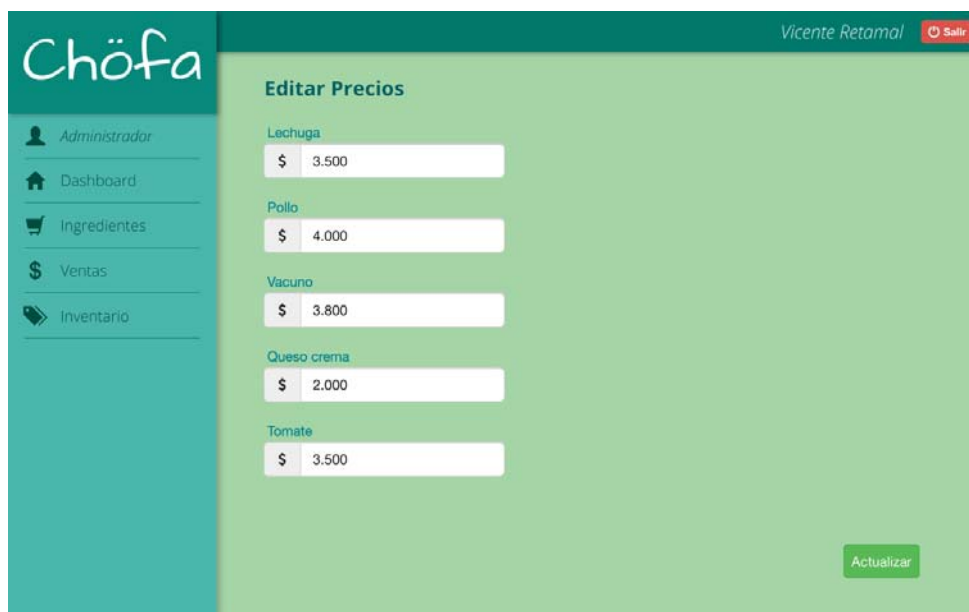 Chöfa
Vicente Retamal
Salir
Administrador
Dashboard
Ingredientes
$ Ventas
Inventario
Editar Precios
Lechuga
$ 3.500
Pollo
$ 4.000
Vacuno
$ 3.800
Queso crema
$ 2.000
Tomate
$ 3.500
Actualizar